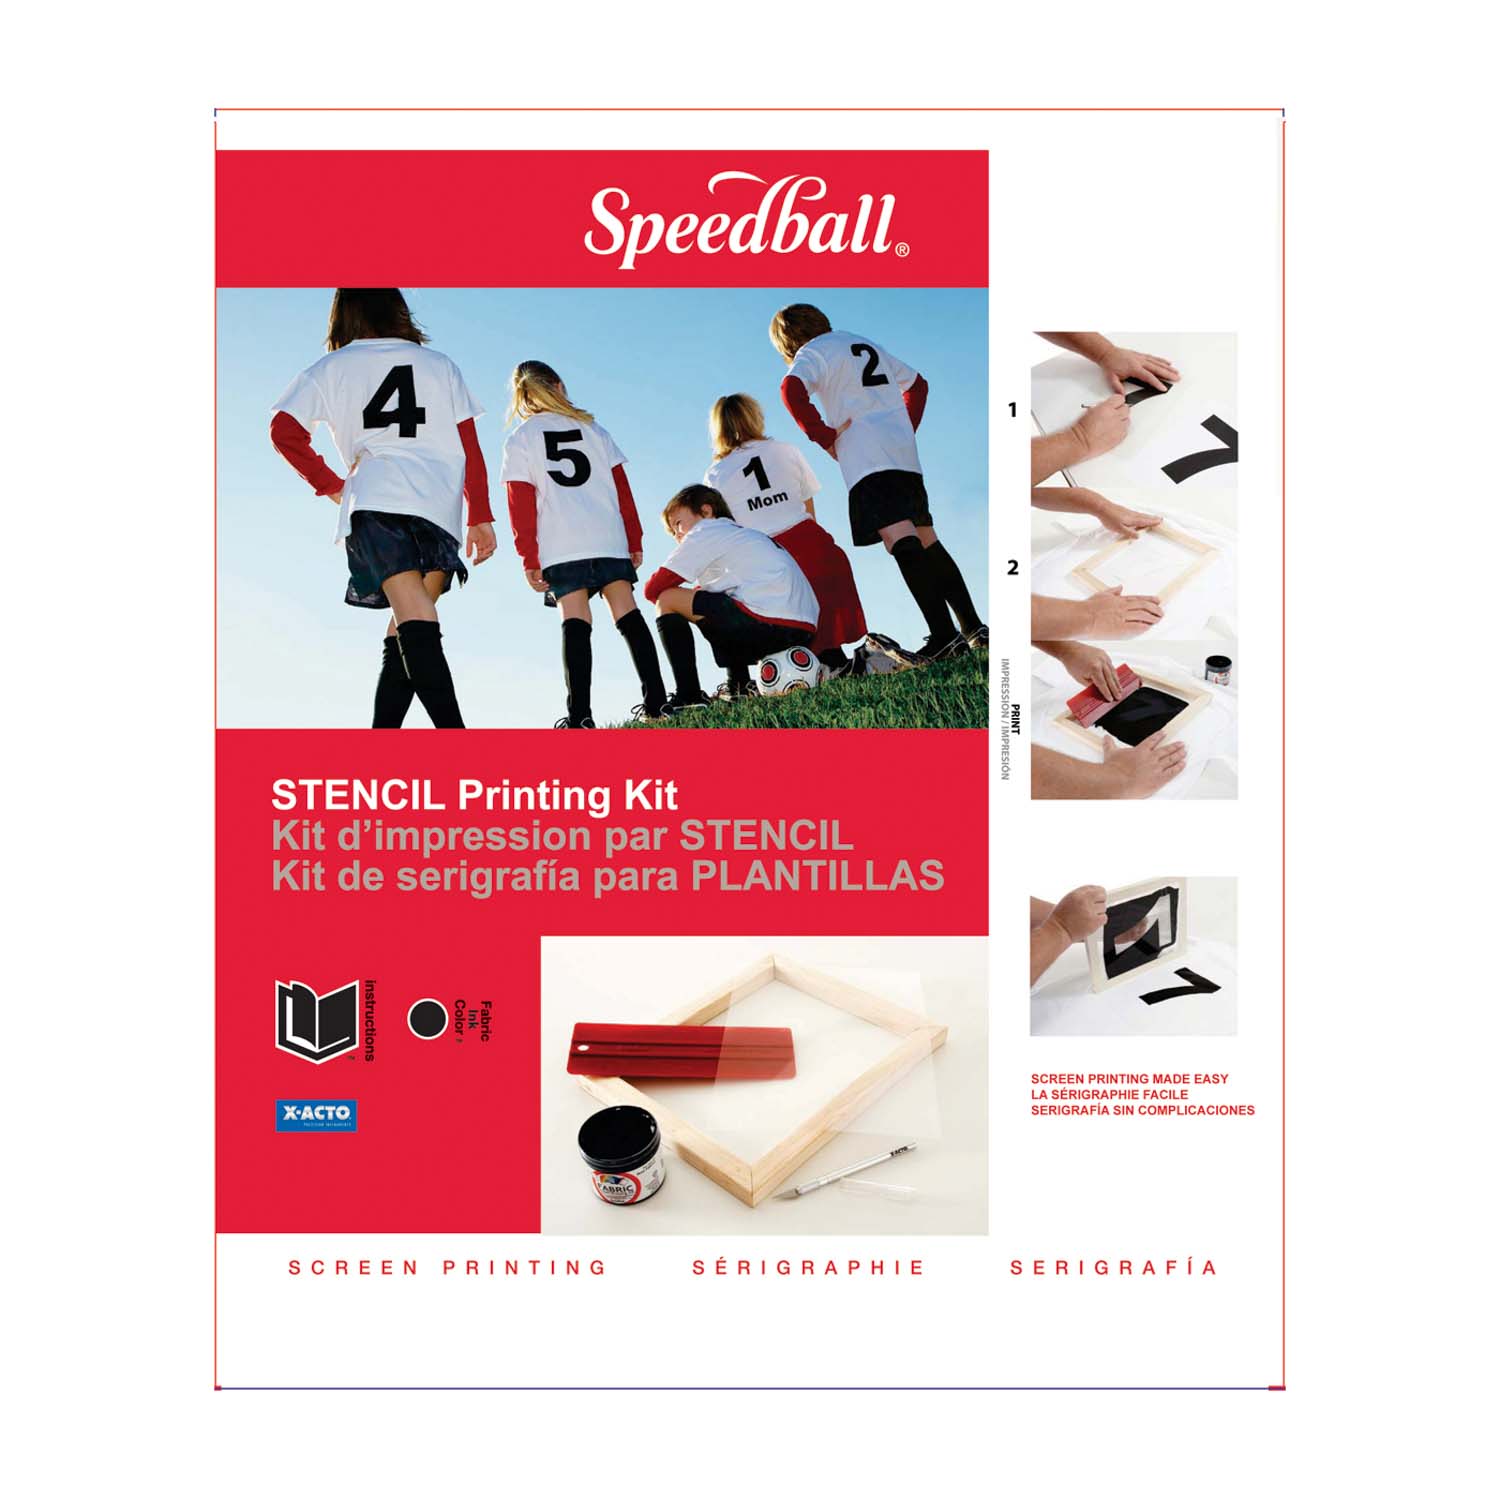 Speedball®
4
5
1
Mom
2
STENCIL Printing Kit
Kit d'impression par STENCIL
Kit de serigrafía para PLANTILLAS
instructions
Fabric
Ink
Color
X-ACTO
FABRIC
X-ACTO
1
2
PRINT
IMPRESSION / IMPRESIÓN
SCREEN PRINTING MADE EASY
LA SÉRIGRAPHIE FACILE
SERIGRAFÍA SIN COMPLICACIONES
SCREEN PRINTING SÉRIGRAPHIE SERIGRAFÍA